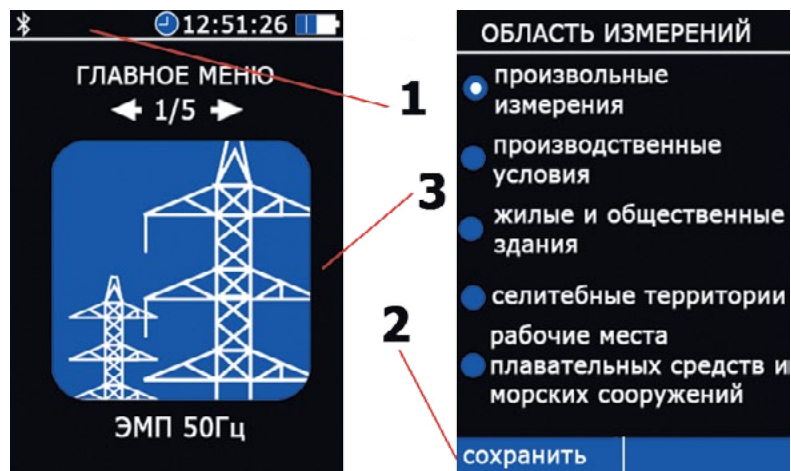 12:51:26
ГЛАВНОЕ МЕНЮ
1/5
ЭМП 50Гц
1
3
2
ОБЛАСТЬ ИЗМЕРЕНИЙ
произвольные
измерения
производственные
условия
жилые и общественные
здания
селитебные территории
рабочие места
плавательных средств и
морских сооружений
сохранить